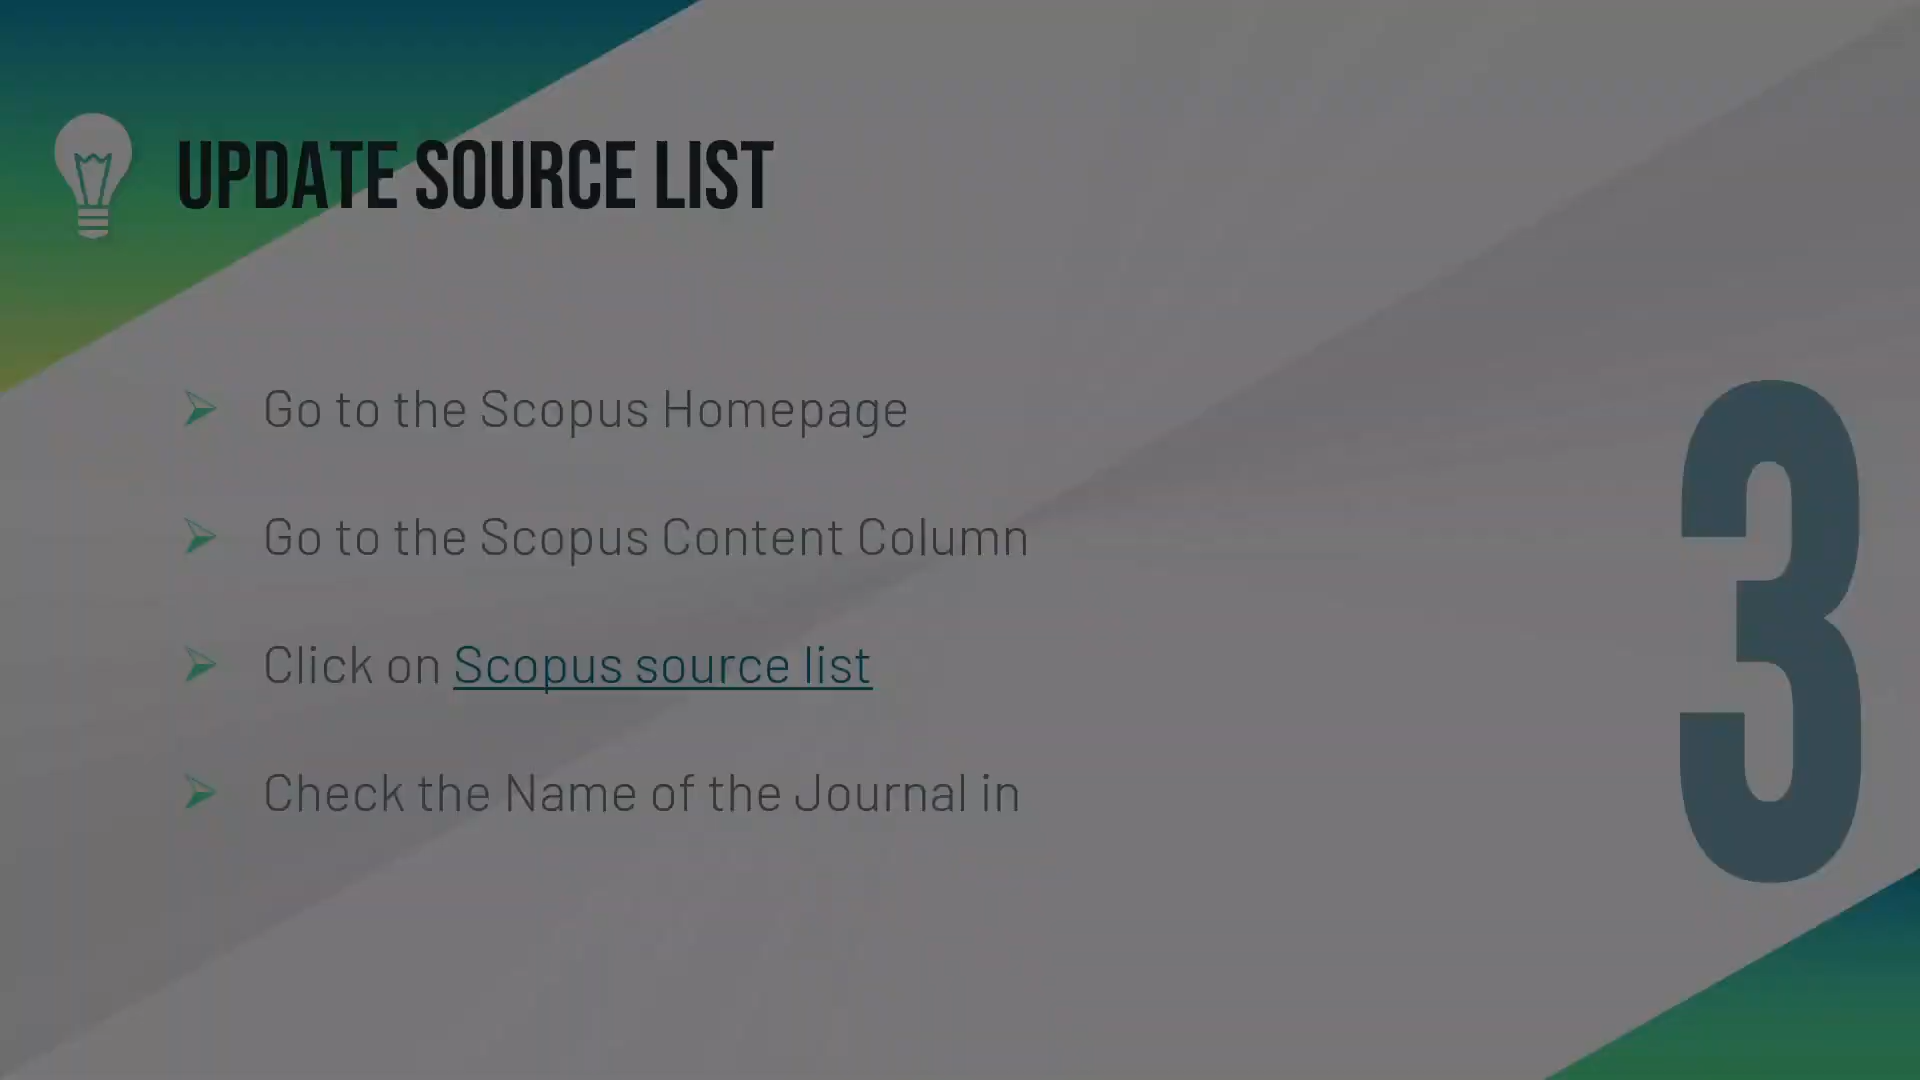 UPDATE SOURCE LIST
Go to the Scopus Homepage
Go to the Scopus Content Column
Click on Scopus source list
Check the Name of the Journal in
3